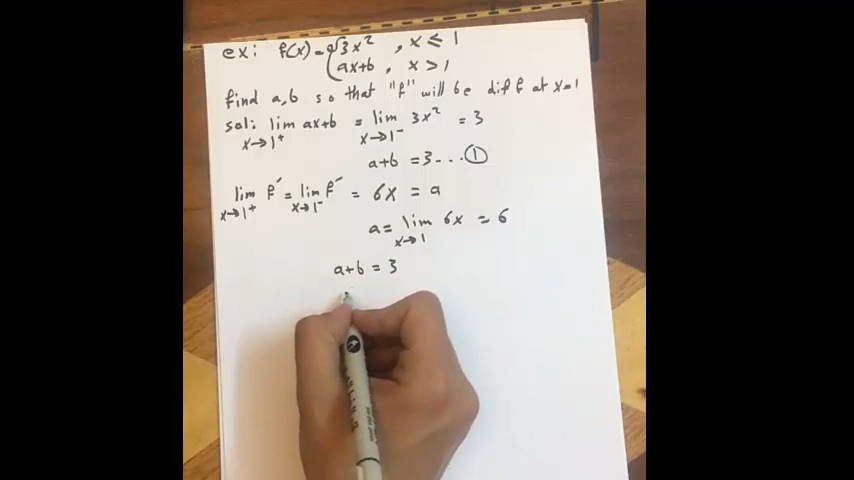 ex: f(x) = { 3x² , x ≤ 1
ax+b , x > 1
find a,b so that "f" will be diff at x=1
sol: lim ax+b = lim 3x² = 3
x→1⁺ x→1⁻
a+b = 3 --- ①
lim f′ = lim f′ = 6x = a
x→1⁺ x→1⁻
a = lim 6x = 6
x→1
a+b = 3